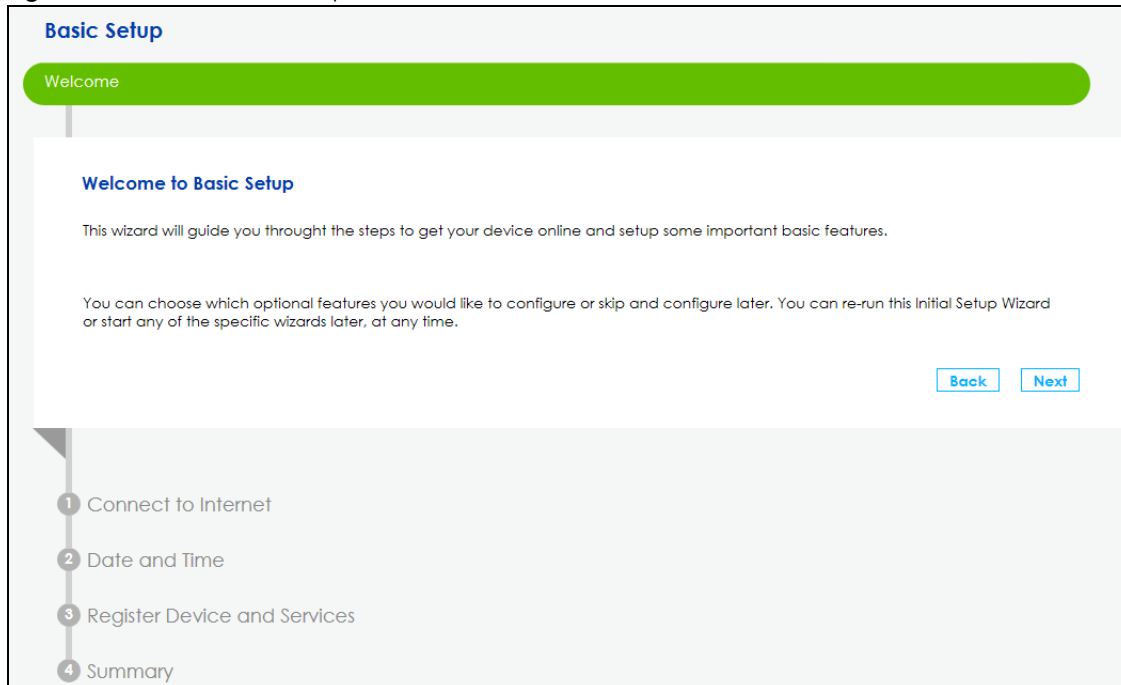 Basic Setup
Welcome
Welcome to Basic Setup
This wizard will guide you throught the steps to get your device online and setup some important basic features.
You can choose which optional features you would like to configure or skip and configure later. You can re-run this Initial Setup Wizard
or start any of the specific wizards later, at any time.
Back Next
1 Connect to Internet
2 Date and Time
3 Register Device and Services
4 Summary